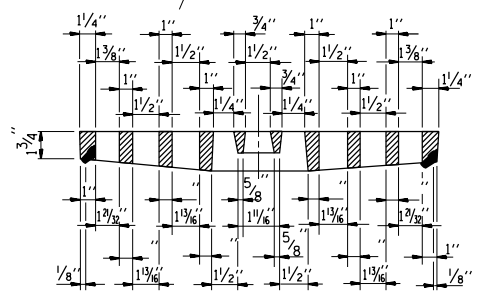 1 1/4″ 1″ 3/4″ 1″ 1 1/4″
1 3/8″ 1 1/2″ 1 1/2″ 1 1/2″ 1 3/8″
1″ 1″ 3/4″ 1″ 1 1/4″
1 1/2″ 1 1/4″ 1 1/4″ 1 1/2″
1 3/4″
1″ ″ ″ 5/8″ ″ ″
1 21/32″ 1 13/16″ 1 11/16″ 1 13/16″ 1 21/32″
″ ″ 5/8″ ″ ″ 1″
1/8″ 1 13/16″ 1 1/2″ 1 1/2″ 1 13/16″ 1/8″